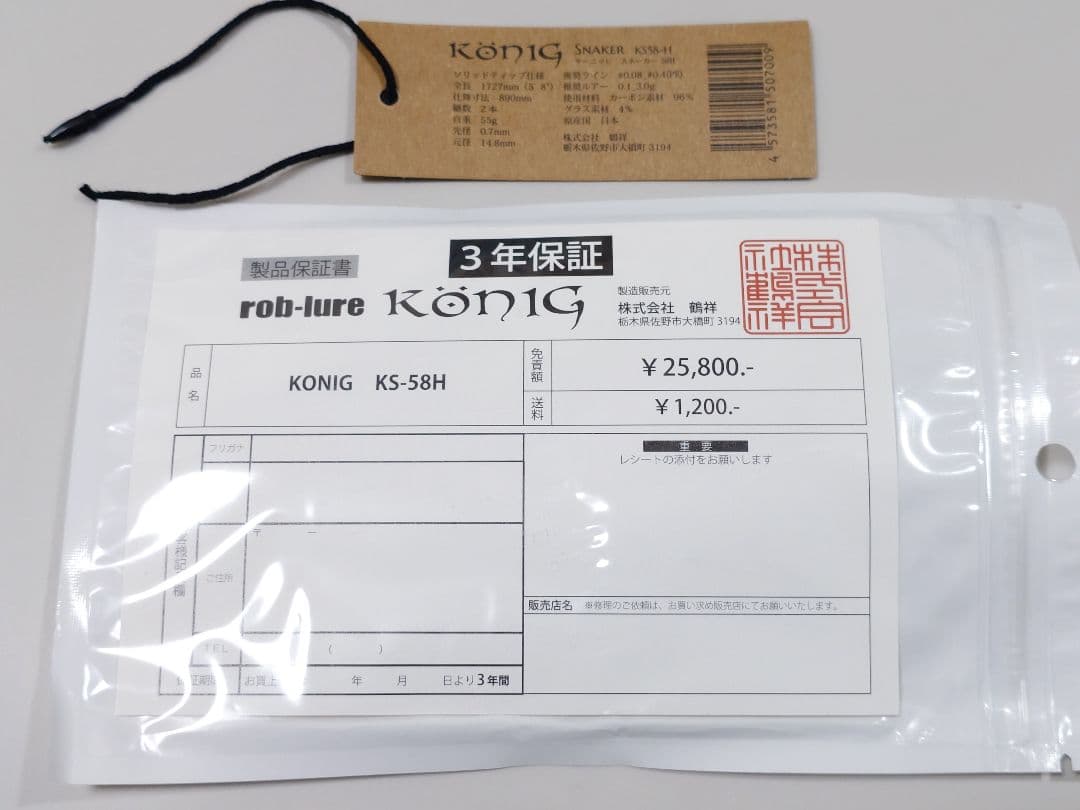 KÖNIG SNAKER KS58-H
ケーニッヒ スネーカー 58H
ソリッドティップ仕様
全長 1727mm (5'8")
仕舞寸法 890mm
継数 2本
自重 55g
先径 0.7mm
元径 14.8mm
推奨ライン #0.08_#0.4(PE)
推奨ルアー 0.1_3.0g
使用材料 カーボン素材 96%
グラス素材 4%
原産国 日本
株式会社 鶴祥
栃木県佐野市大橋町 3194
4 573581 507009
製品保証書
3年保証
rob-lure KÖNIG
製造販売元
株式会社 鶴祥
栃木県佐野市大橋町 3194
株式会社鶴祥
品名
KONIG KS-58H
免責額
¥25,800.-
送料
¥1,200.-
フリガナ
〒 ー
ご住所
TEL
( )
お買上
年 月 日より3年間
重要
レシートの添付をお願いします
販売店名 ※修理のご依頼は、お買い求め販売店にてお願いいたします。